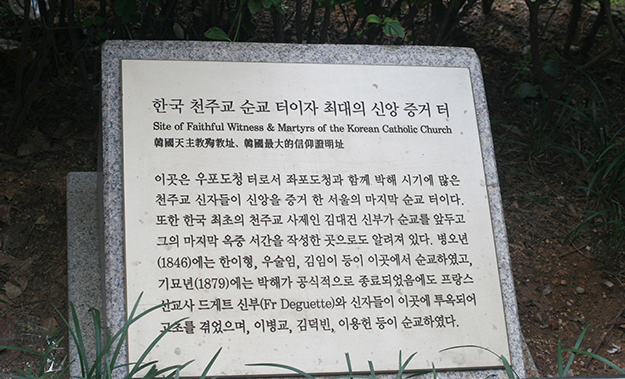 한국 천주교 순교 터이자 최대의 신앙 증거 터
Site of Faithful Witness & Martyrs of the Korean Catholic Church
韓國天主敎殉敎址、韓國最大的信仰證明址
이곳은 우포도청 터로서 좌포도청과 함께 박해 시기에 많은
천주교 신자들이 신앙을 증거 한 서울의 마지막 순교 터이다.
또한 한국 최초의 천주교 사제인 김대건 신부가 순교를 앞두고
그의 마지막 옥중 서간을 작성한 곳으로도 알려져 있다. 병오년
(1846)에는 한이형, 우술임, 김임이 등이 이곳에서 순교하였고,
기묘년(1879)에는 박해가 공식적으로 종료되었음에도 프랑스
선교사 드게트 신부(Fr Deguette)와 신자들이 이곳에 투옥되어
고초를 겪었으며, 이병교, 김덕빈, 이용헌 등이 순교하였다.